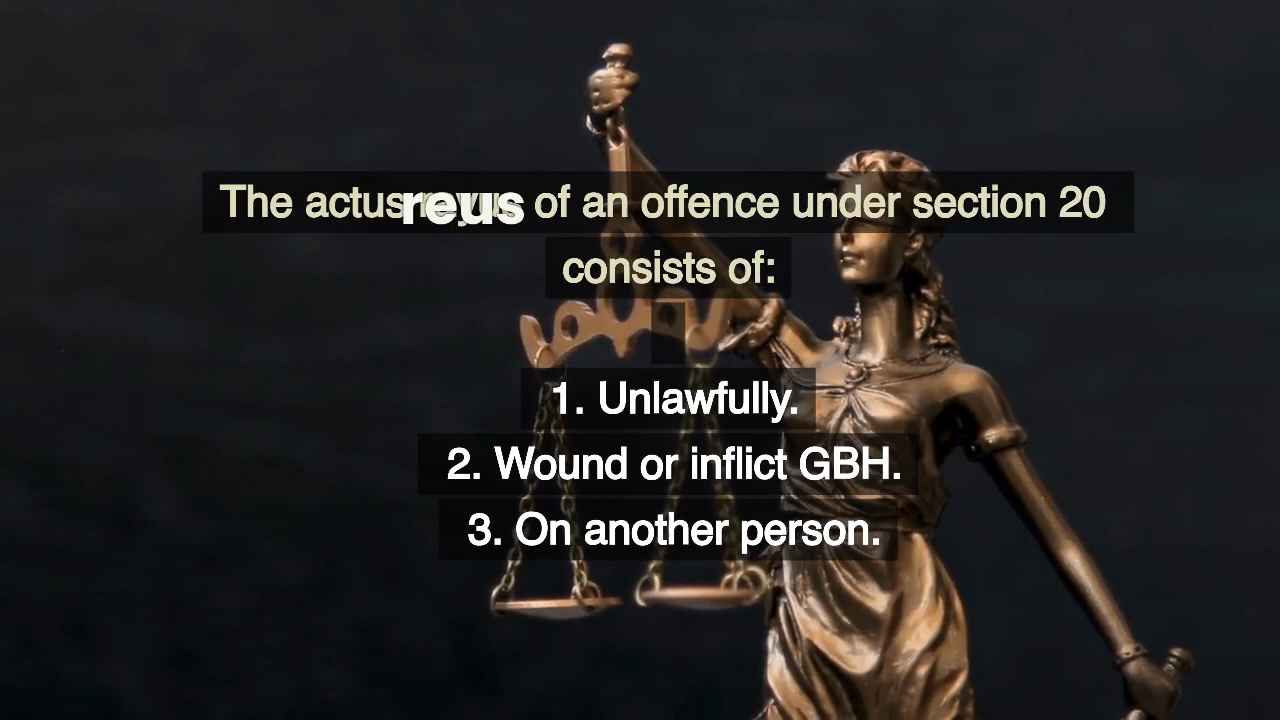 The actus reus of an offence under section 20
consists of:
1. Unlawfully.
2. Wound or inflict GBH.
3. On another person.